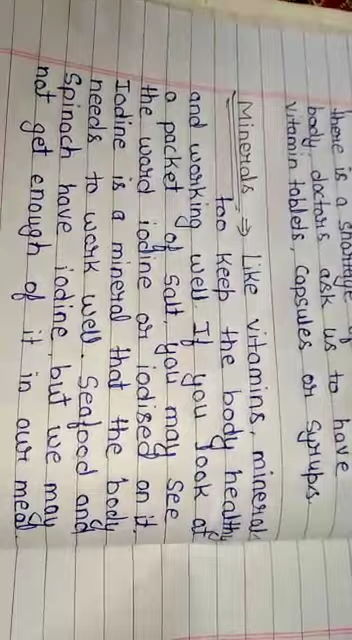 there is a shortage
body, doctors ask us to have
vitamin tablets, capsules or syrups.
Minerals → Like vitamins, minerals
too keep the body healthy
and working well. If you look at
a packet of salt, you may see
the word iodine or iodised on it.
Iodine is a mineral that the body
needs to work well. Seafood and
Spinach have iodine, but we may
not get enough of it in our meal